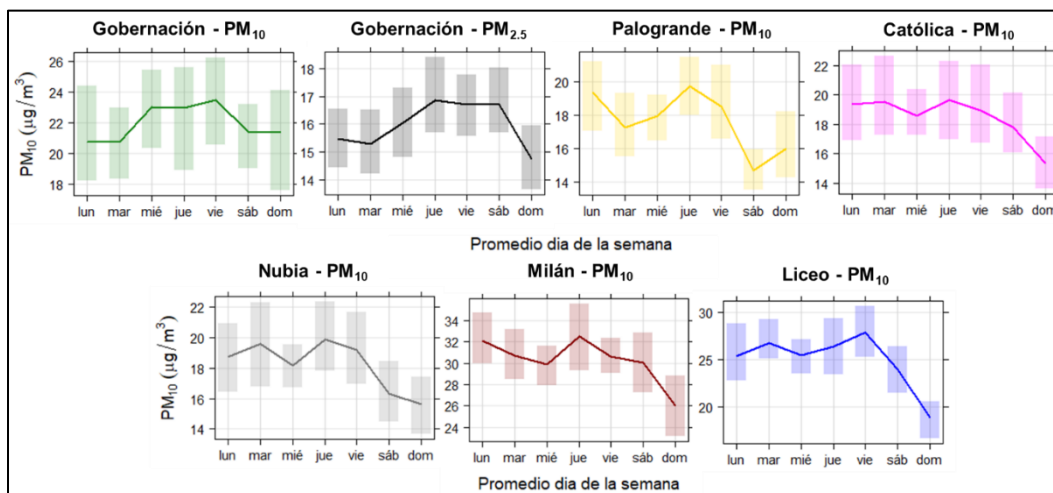 Gobernación - PM10
Gobernación - PM2.5
Palogrande - PM10
Católica - PM10
PM10 (µg/m³)
26
24
22
20
18
lun mar mié jue vie sáb dom
18
17
16
15
14
lun mar mié jue vie sáb dom
20
18
16
14
lun mar mié jue vie sáb dom
22
20
18
16
14
lun mar mié jue vie sáb dom
Promedio dia de la semana
Nubia - PM10
Milán - PM10
Liceo - PM10
PM10 (µg/m³)
22
20
18
16
14
lun mar mié jue vie sáb dom
34
32
30
28
26
24
lun mar mié jue vie sáb dom
30
25
20
lun mar mié jue vie sáb dom
Promedio dia de la semana